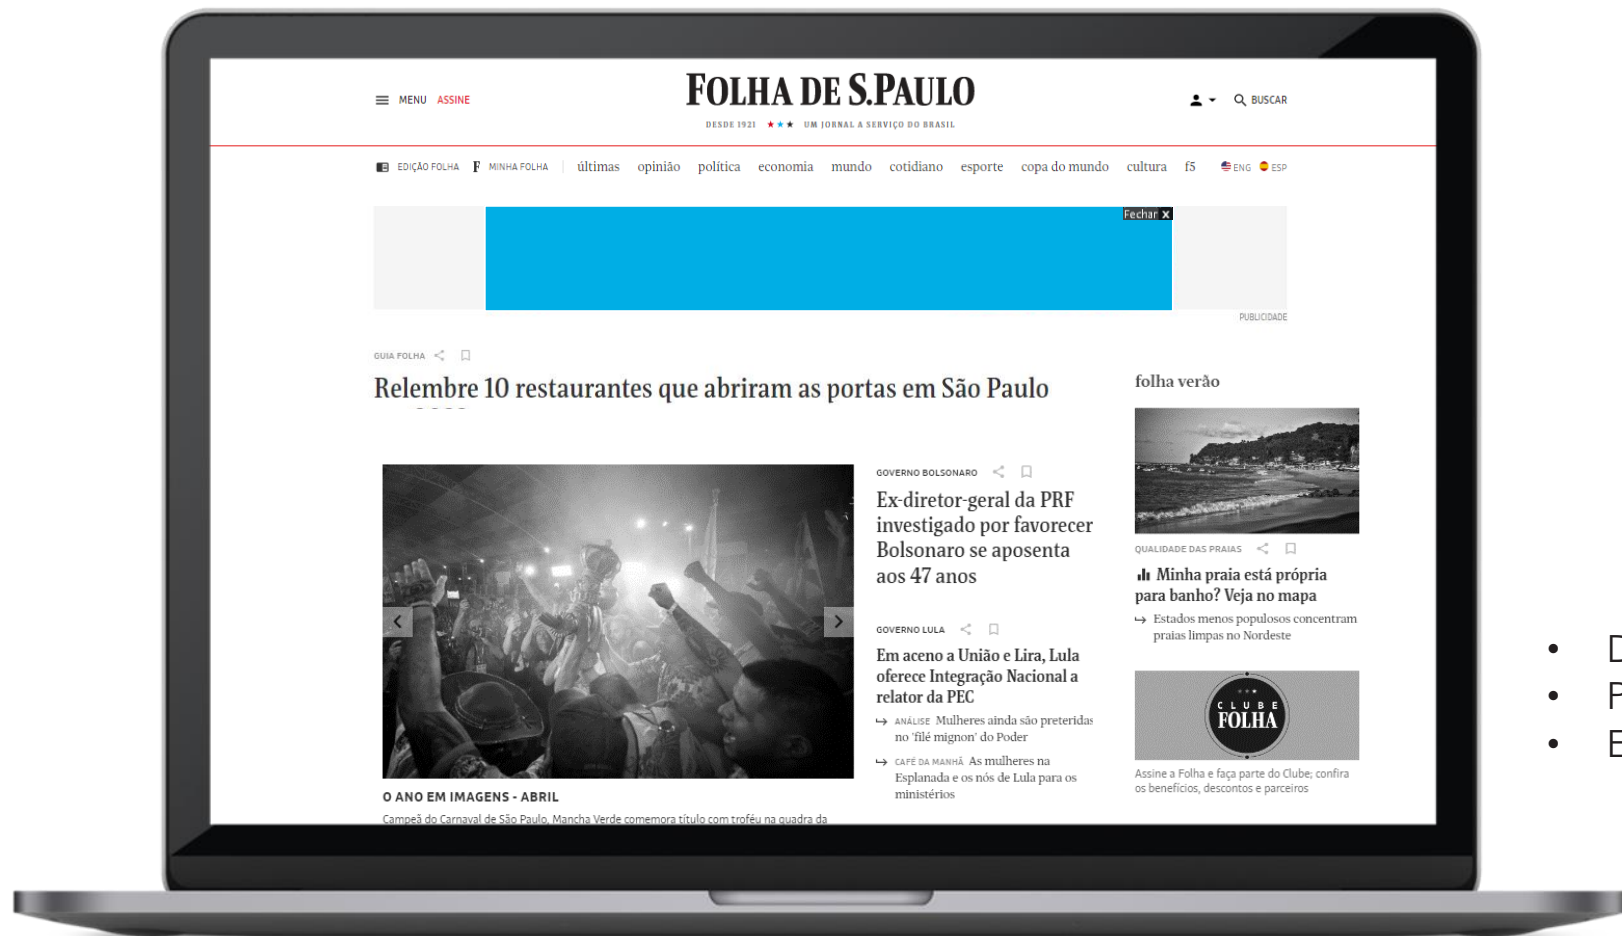 MENU ASSINE
FOLHA DE S.PAULO
BUSCAR
DESDE 1921 ★★★ UM JORNAL A SERVIÇO DO BRASIL
EDIÇÃO FOLHA F MINHA FOLHA últimas opinião política economia mundo cotidiano esporte copa do mundo cultura f5 ENG ESP
Fechar X
PUBLICIDADE
GUIA FOLHA
Relembre 10 restaurantes que abriram as portas em São Paulo
O ANO EM IMAGENS - ABRIL
Campeã do Carnaval de São Paulo, Mancha Verde comemora título com troféu na quadra da
GOVERNO BOLSONARO
Ex-diretor-geral da PRF
investigado por favorecer
Bolsonaro se aposenta
aos 47 anos
GOVERNO LULA
Em aceno a União e Lira, Lula
oferece Integração Nacional a
relator da PEC
ANÁLISE Mulheres ainda são preteridas
no 'filé mignon' do Poder
CAFÉ DA MANHÃ As mulheres na
Esplanada e os nós de Lula para os
ministérios
folha verão
QUALIDADE DAS PRAIAS
Minha praia está própria
para banho? Veja no mapa
Estados menos populosos concentram
praias limpas no Nordeste
CLUBE
FOLHA
Assine a Folha e faça parte do Clube; confira
os benefícios, descontos e parceiros
• D
• P
• E